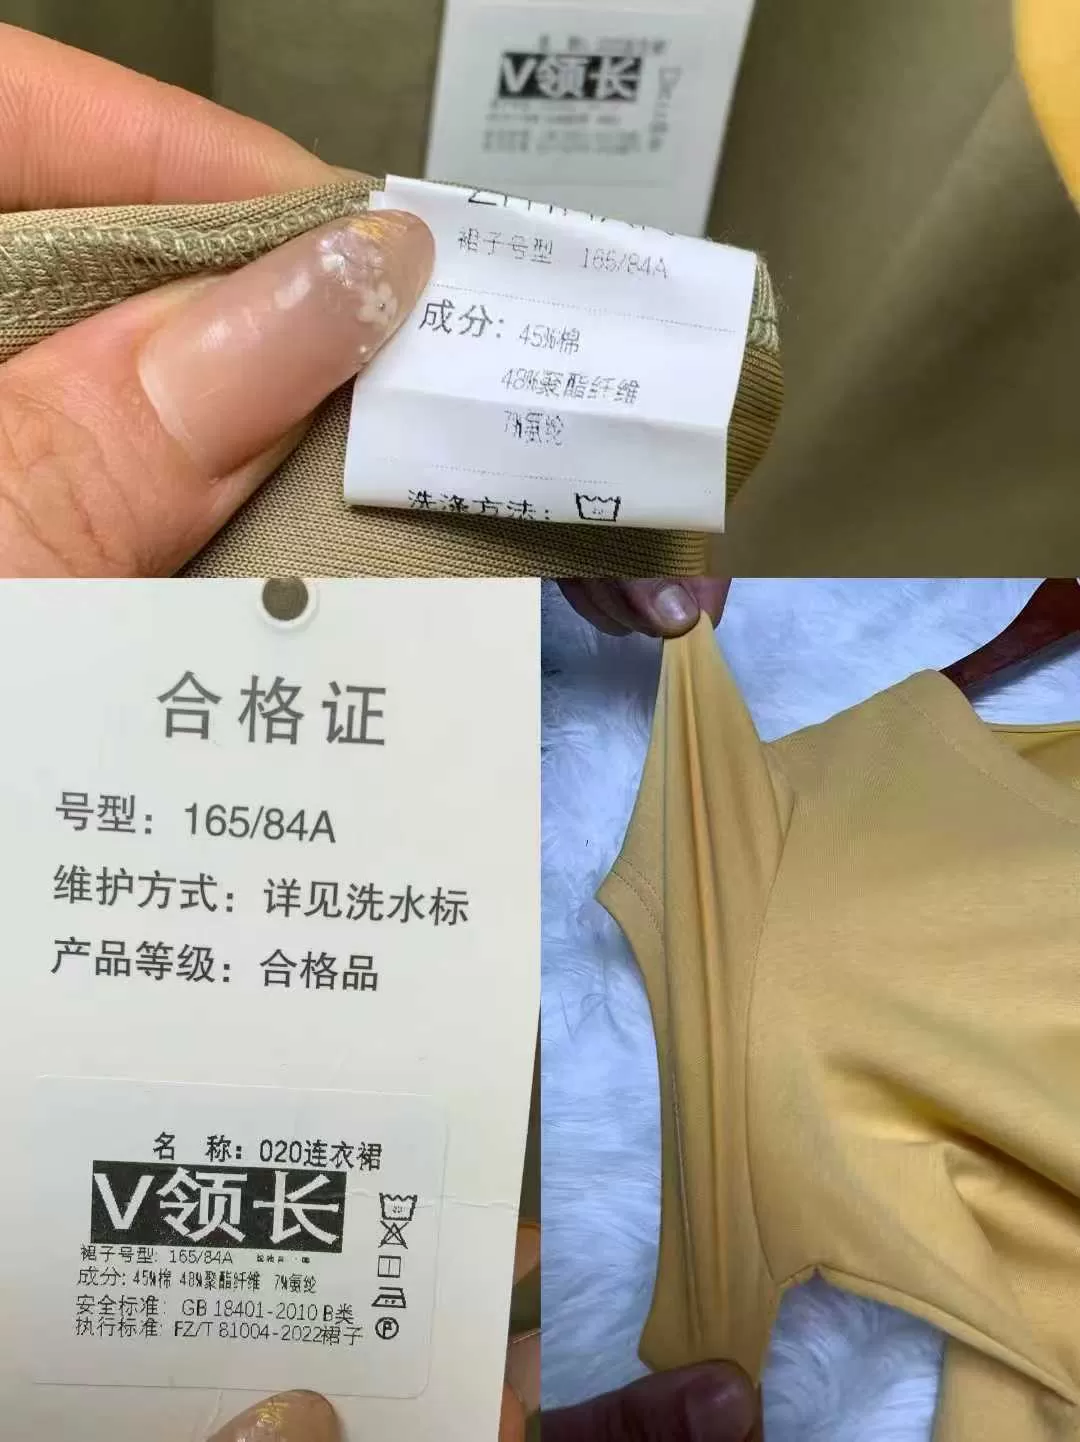 V领长
裙子号型 165/84A
成分: 45%棉
48%聚酯纤维
7%氨纶
洗涤方法:
合格证
号型: 165/84A
维护方式: 详见洗水标
产品等级: 合格品
名 称: 020连衣裙
V领长
裙子号型: 165/84A
成分: 45%棉 48%聚酯纤维 7%氨纶
安全标准: GB 18401-2010 B类
执行标准: FZ/T 81004-2022裙子
P